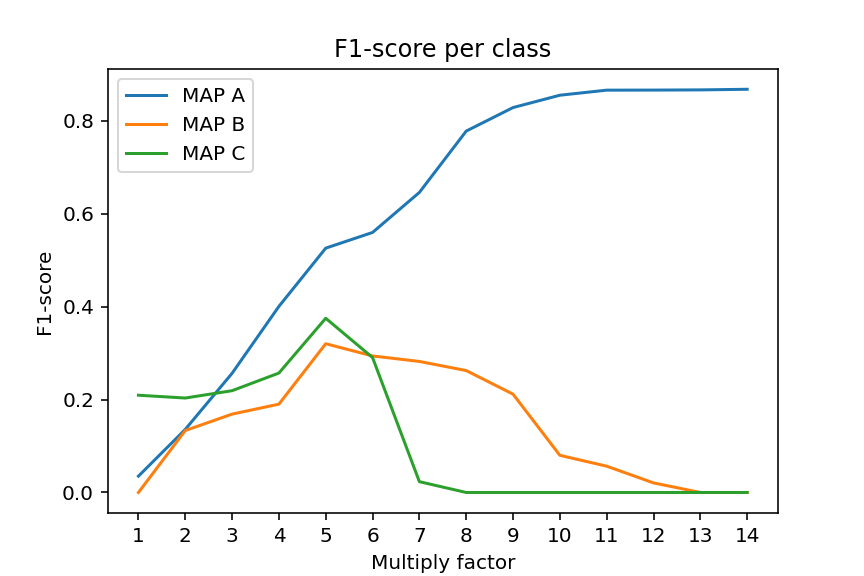 F1-score per class
MAP A
MAP B
MAP C
F1-score
0.8
0.6
0.4
0.2
0.0
1 2 3 4 5 6 7 8 9 10 11 12 13 14
Multiply factor